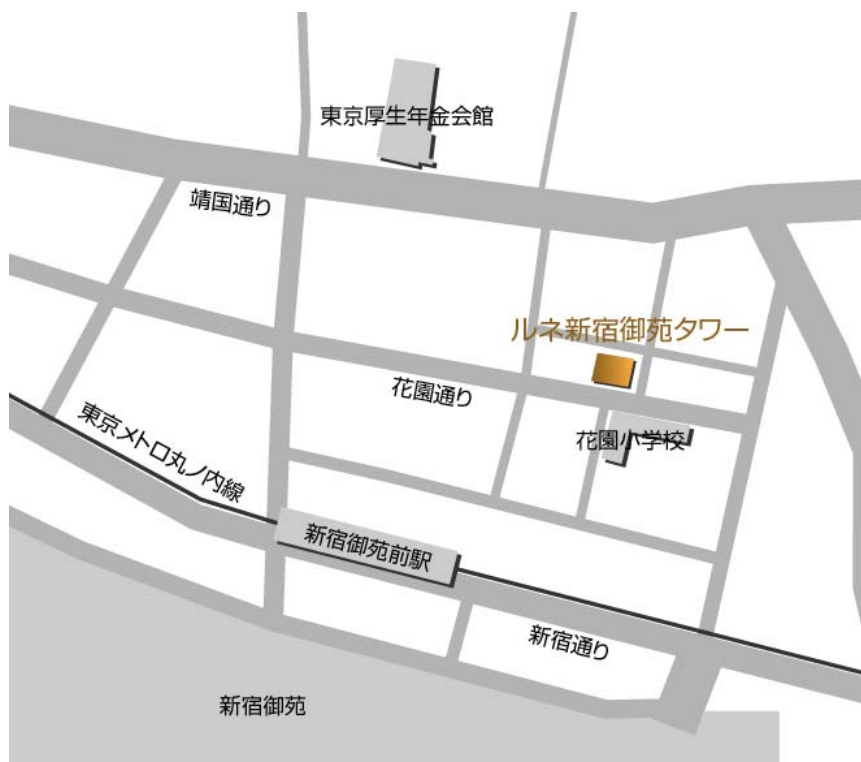 東京厚生年金会館
靖国通り
ルネ新宿御苑タワー
花園通り
花園小学校
東京メトロ丸ノ内線
新宿御苑前駅
新宿通り
新宿御苑